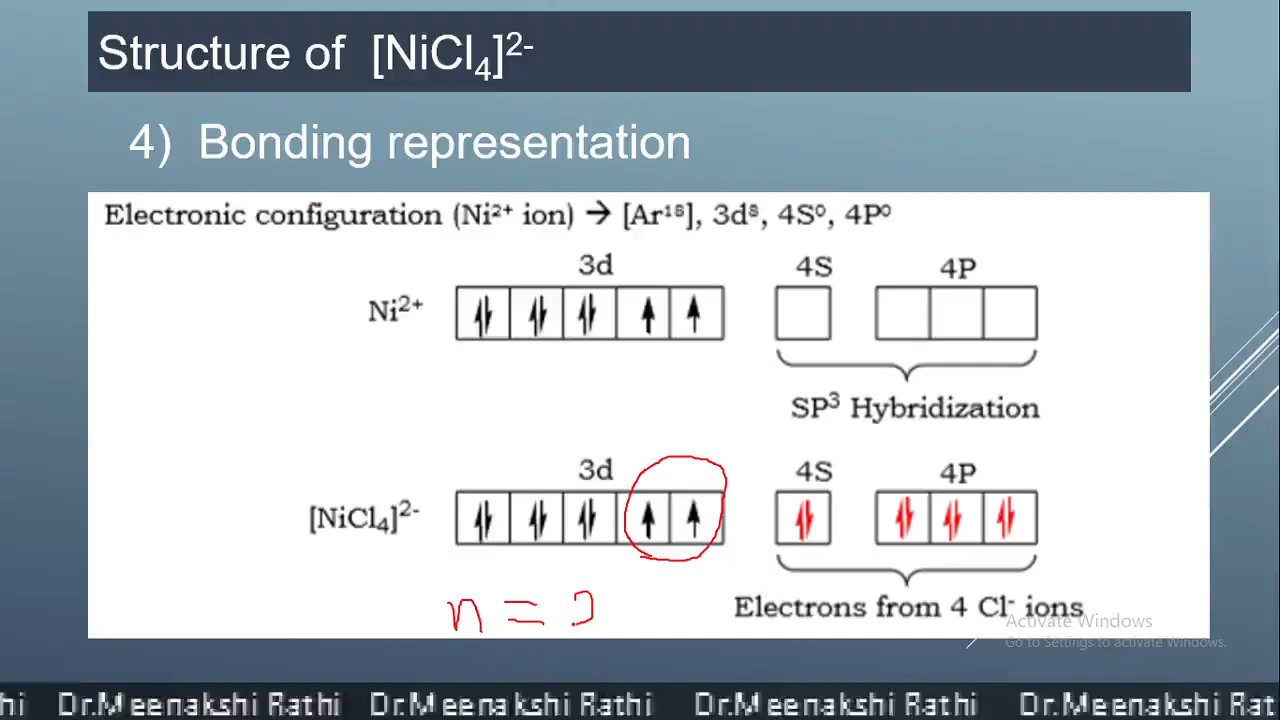 Structure of [NiCl₄]²⁻
4) Bonding representation
Electronic configuration (Ni²⁺ ion) → [Ar¹⁸], 3d⁸, 4S⁰, 4P⁰
3d 4S 4P
Ni²⁺
SP³ Hybridization
3d 4S 4P
[NiCl₄]²⁻
n =
Electrons from 4 Cl⁻ ions
Activate Windows
Go to Settings to activate Windows.
thi Dr.Meenakshi Rathi Dr.Meenakshi Rathi Dr.Meenakshi Rathi Dr.Meenakshi Rat